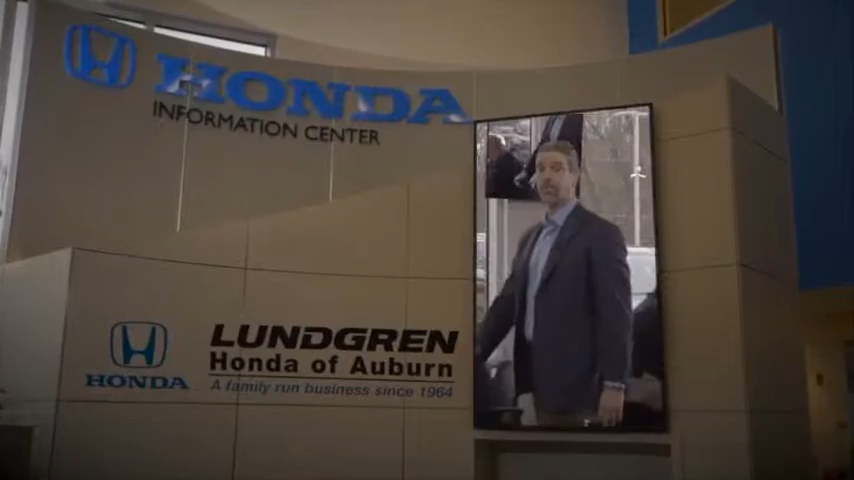 HONDA
INFORMATION CENTER
LUNDGREN
Honda of Auburn
A family run business since 1964
HONDA